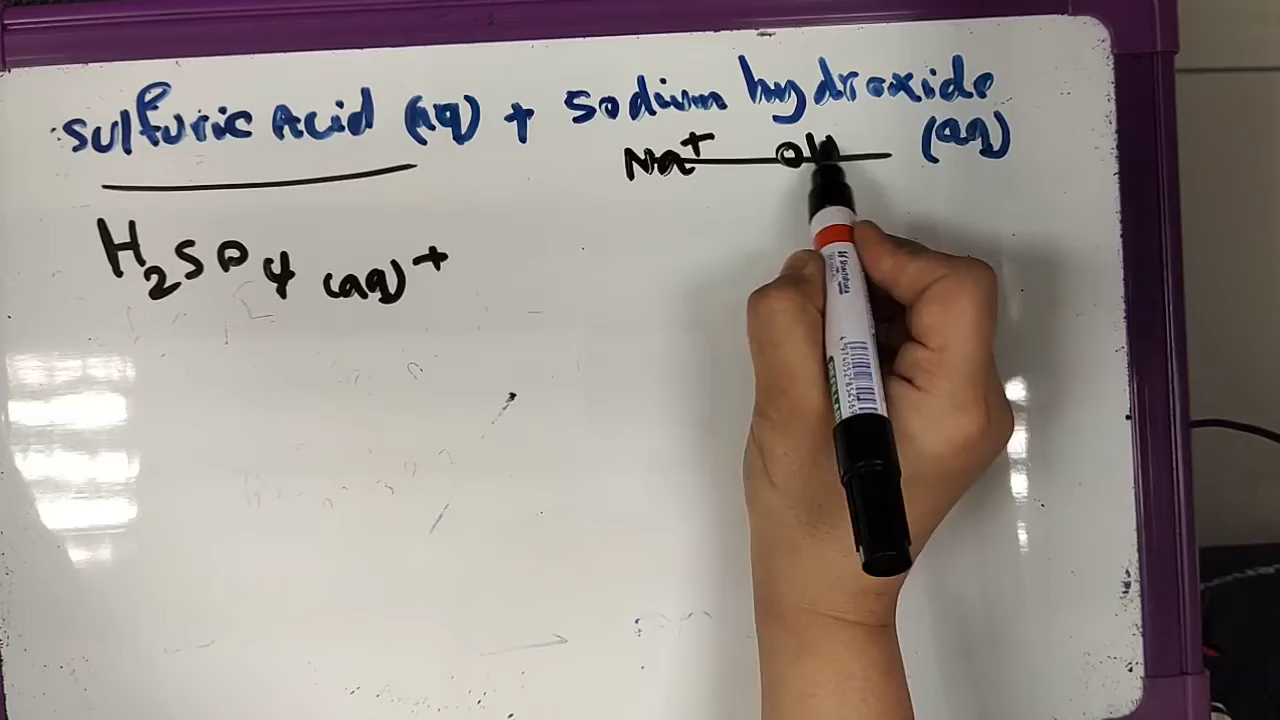 sulfuric Acid (aq) + sodium hydroxide
(aq)
Na+ OH
H2SO4 (aq) +